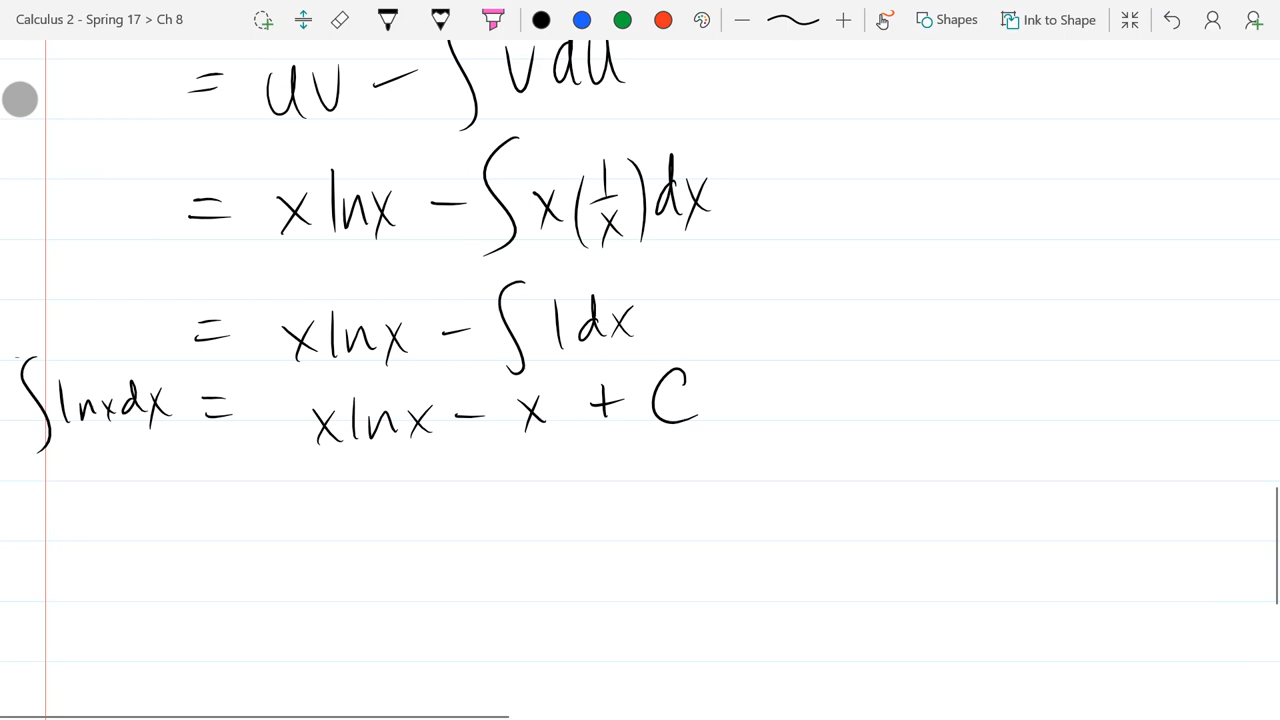 Calculus 2 - Spring 17 > Ch 8 Shapes Ink to Shape
= uv - ∫ v du
= x ln x - ∫ x (1/x) dx
= x ln x - ∫ 1 dx
∫ ln x dx = x ln x - x + C